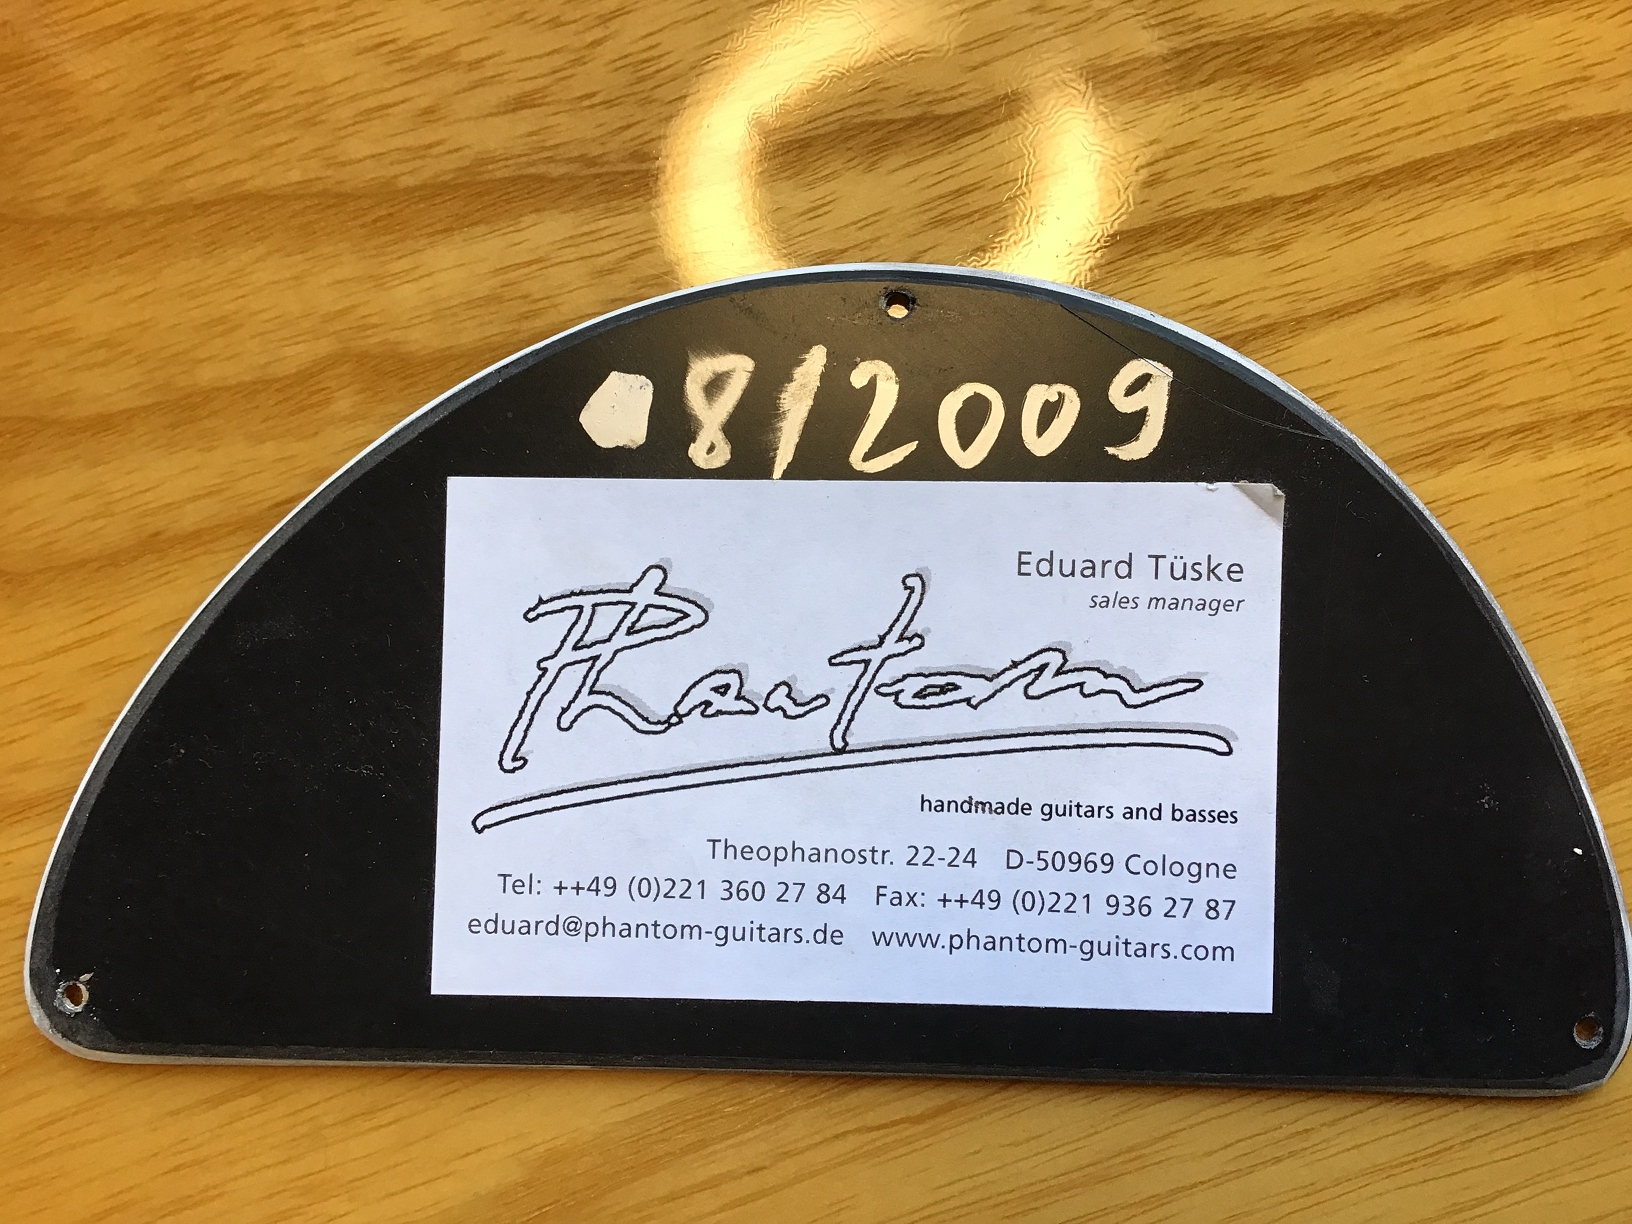 08/2009
Eduard Tüske
sales manager
Phantom
handmade guitars and basses
Theophanostr. 22-24 D-50969 Cologne
Tel: ++49 (0)221 360 27 84 Fax: ++49 (0)221 936 27 87
eduard@phantom-guitars.de www.phantom-guitars.com